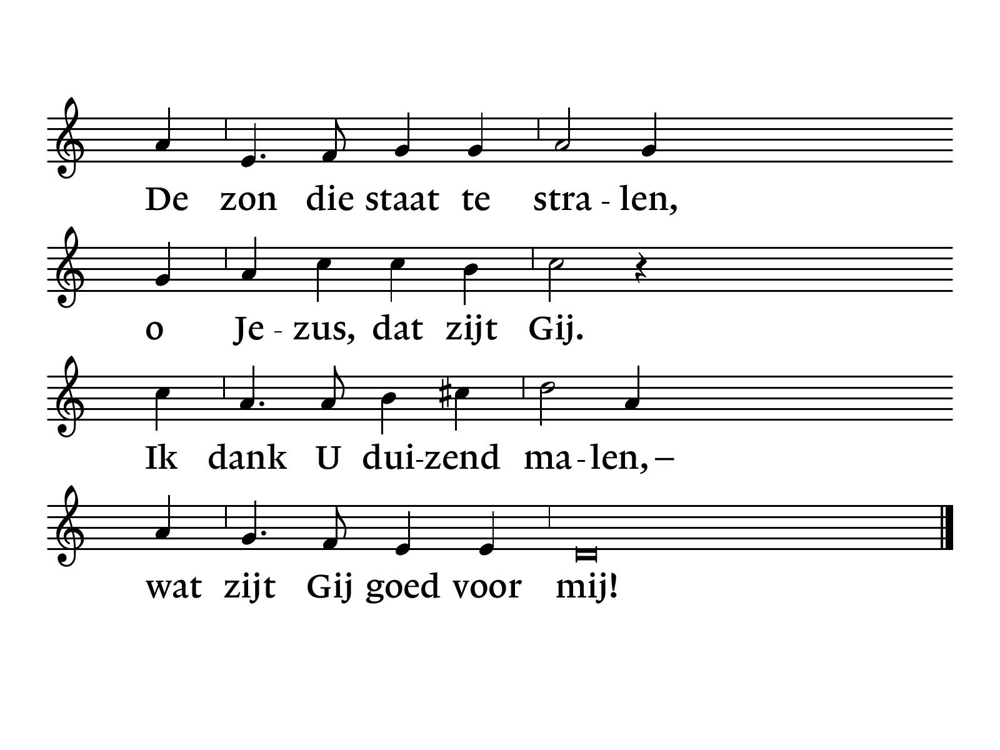 De zon die staat te stra - len,
o Je - zus, dat zijt Gij.
Ik dank U dui-zend ma - len, –
wat zijt Gij goed voor mij!